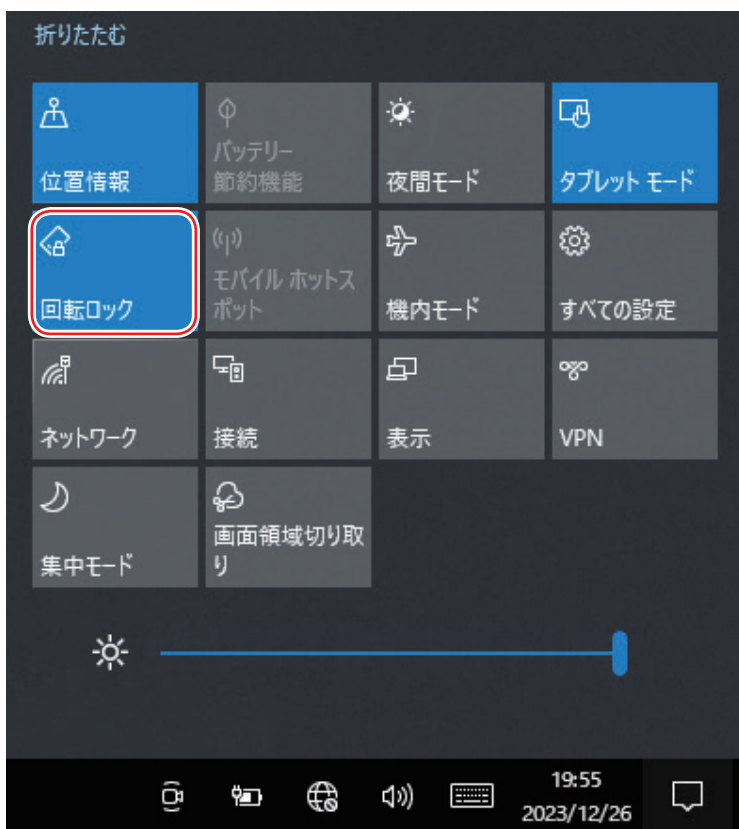 折りたたむ
位置情報
バッテリー
節約機能
夜間モード
タブレット モード
回転ロック
モバイル ホットス
ポット
機内モード
すべての設定
ネットワーク
接続
表示
VPN
集中モード
画面領域切り取
り
19:55
2023/12/26